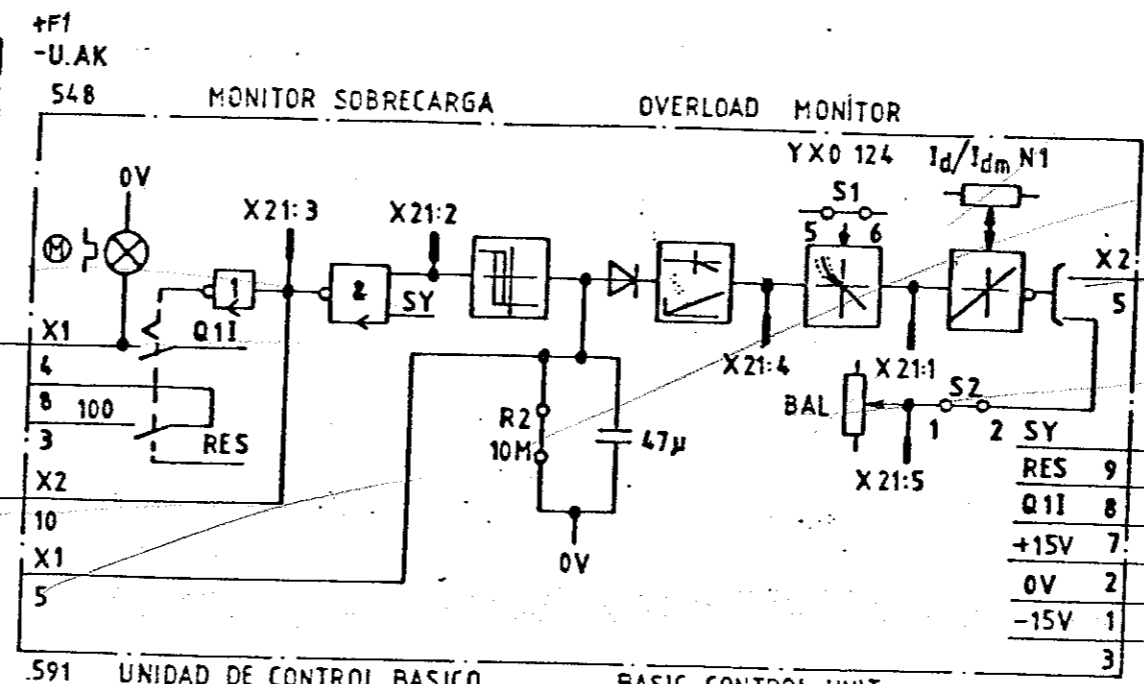 +F1
-U.AK
548 MONITOR SOBRECARGA OVERLOAD MONÍTOR
YXO 124 Id/Idm N1
0V
S1
X21:3 X21:2
5 6
M
1 2 SY
X2
5
X1 Q1I
4
X21:4 X21:1
8 100
BAL S2
R2
10M 47µ
1 2 SY
3 RES
X21:5
RES 9
X2
Q1I 8
10
+15V 7
X1
0V
0V 2
5
-15V 1
3
.591 UNIDAD DE CONTROL BASICO BASIC CONTROL UNIT